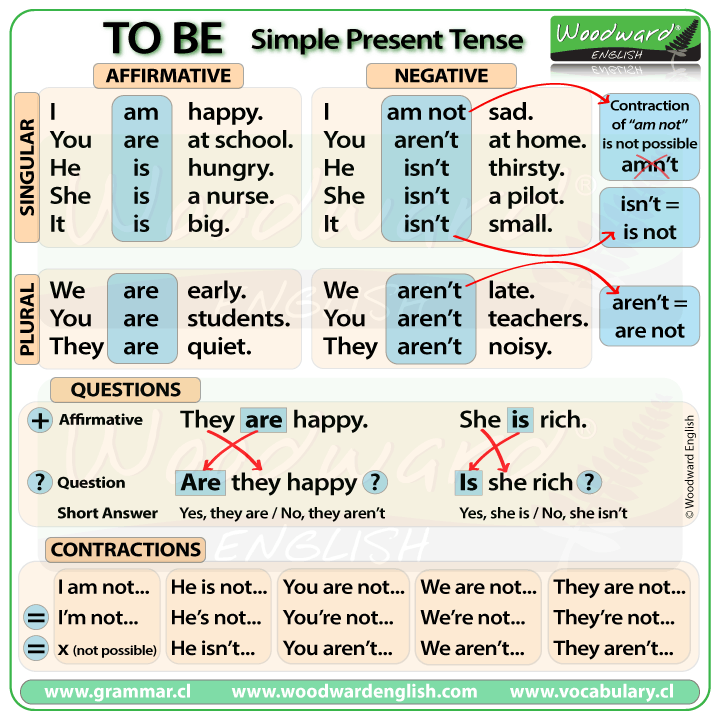 TO BE Simple Present Tense
Woodward®
ENGLISH
AFFIRMATIVE
SINGULAR
I am happy.
You are at school.
He is hungry.
She is a nurse.
It is big.
NEGATIVE
I am not sad.
You aren't at home.
He isn't thirsty.
She isn't a pilot.
It isn't small.
Contraction
of "am not"
is not possible
amn't
isn't =
is not
PLURAL
We are early.
You are students.
They are quiet.
We aren't late.
You aren't teachers.
They aren't noisy.
aren't =
are not
QUESTIONS
+ Affirmative They are happy. She is rich.
? Question Are they happy ? Is she rich ?
Short Answer Yes, they are / No, they aren't Yes, she is / No, she isn't
© Woodward English
CONTRACTIONS
I am not... He is not... You are not... We are not... They are not...
= I'm not... He's not... You're not... We're not... They're not...
= x (not possible) He isn't... You aren't... We aren't... They aren't...
www.grammar.cl www.woodwardenglish.com www.vocabulary.cl
Woodward®
ENGLISH
Woodward®
ENGLISH